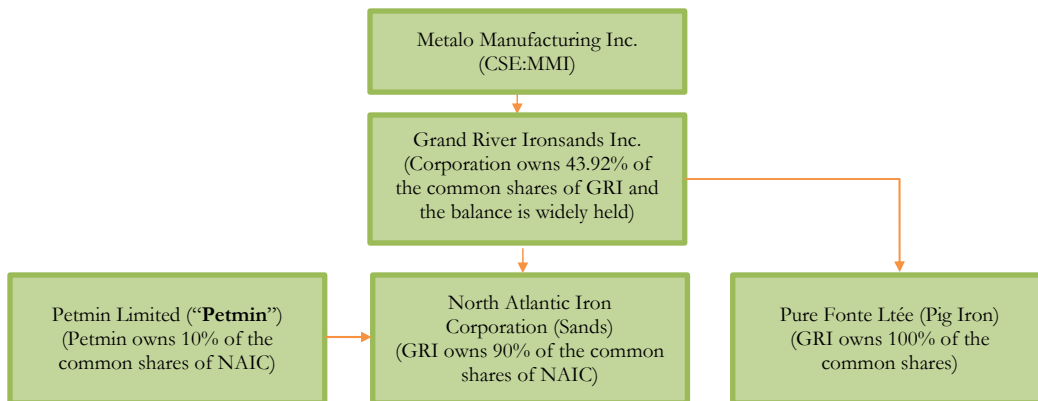 Metalo Manufacturing Inc.
(CSE:MMI)
Grand River Ironsands Inc.
(Corporation owns 43.92% of
the common shares of GRI and
the balance is widely held)
Petmin Limited (“Petmin”)
(Petmin owns 10% of the
common shares of NAIC)
North Atlantic Iron
Corporation (Sands)
(GRI owns 90% of the common
shares of NAIC)
Pure Fonte Ltée (Pig Iron)
(GRI owns 100% of the
common shares)